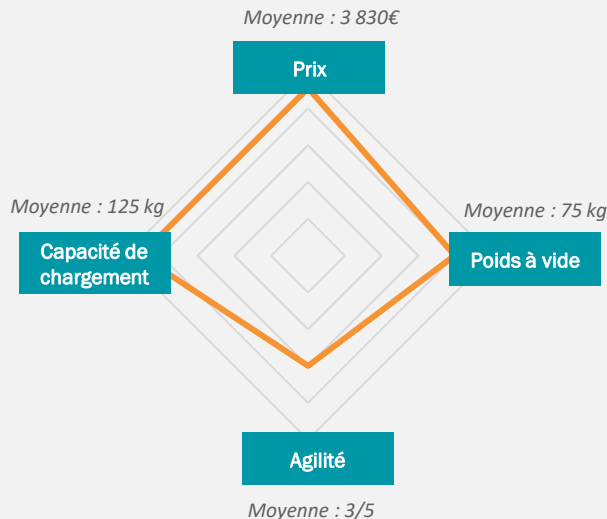 Moyenne : 3 830€
Prix
Moyenne : 125 kg
Moyenne : 75 kg
Capacité de
chargement
Poids à vide
Agilité
Moyenne : 3/5